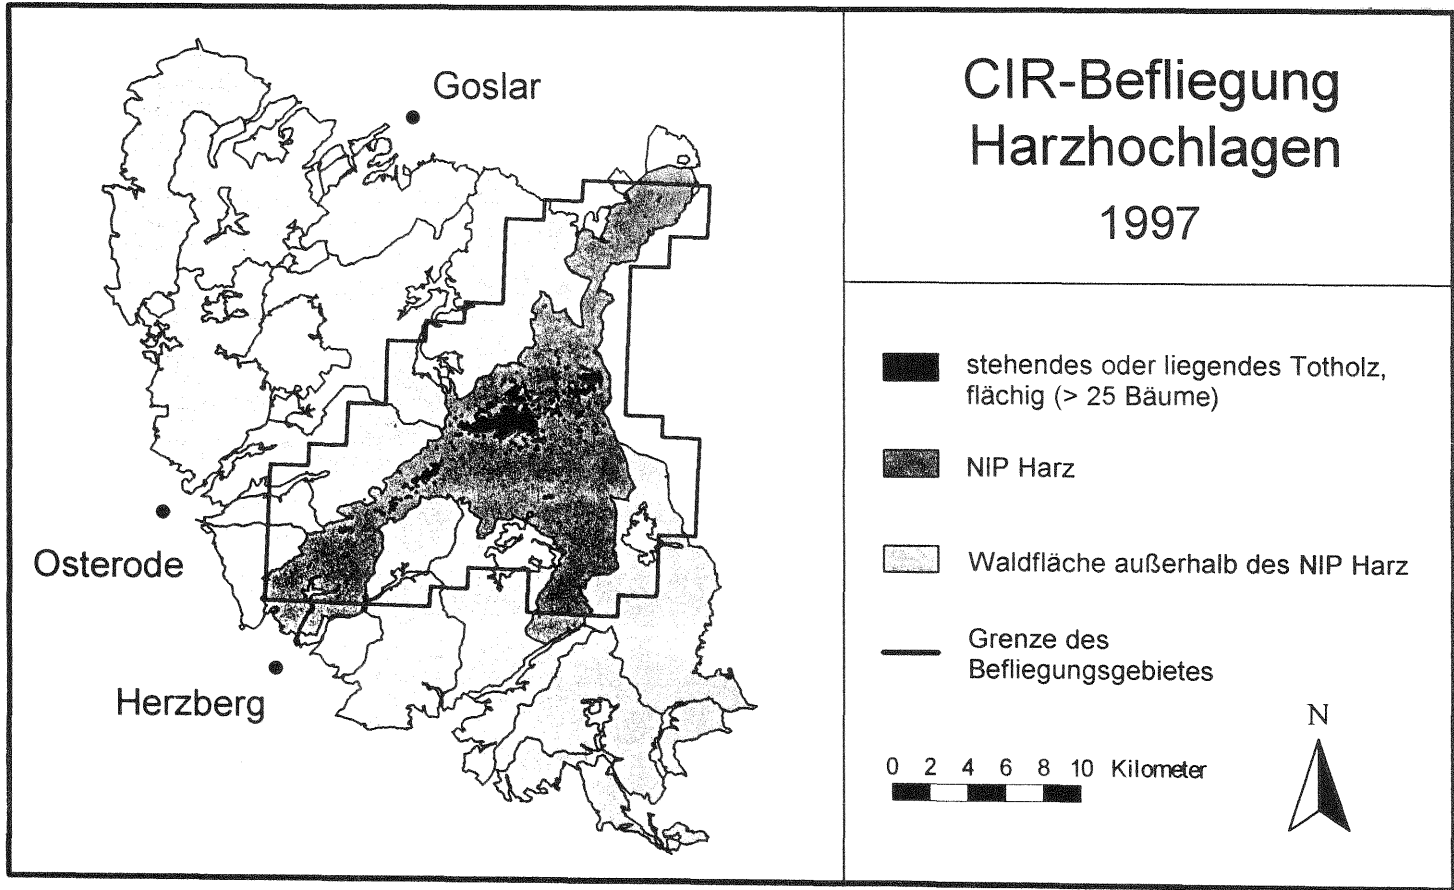 CIR-Befliegung
Harzhochlagen
1997
Goslar
Osterode
Herzberg
stehendes oder liegendes Totholz,
flächig (> 25 Bäume)
NIP Harz
Waldfläche außerhalb des NIP Harz
Grenze des
Befliegungsgebietes
0 2 4 6 8 10 Kilometer
N